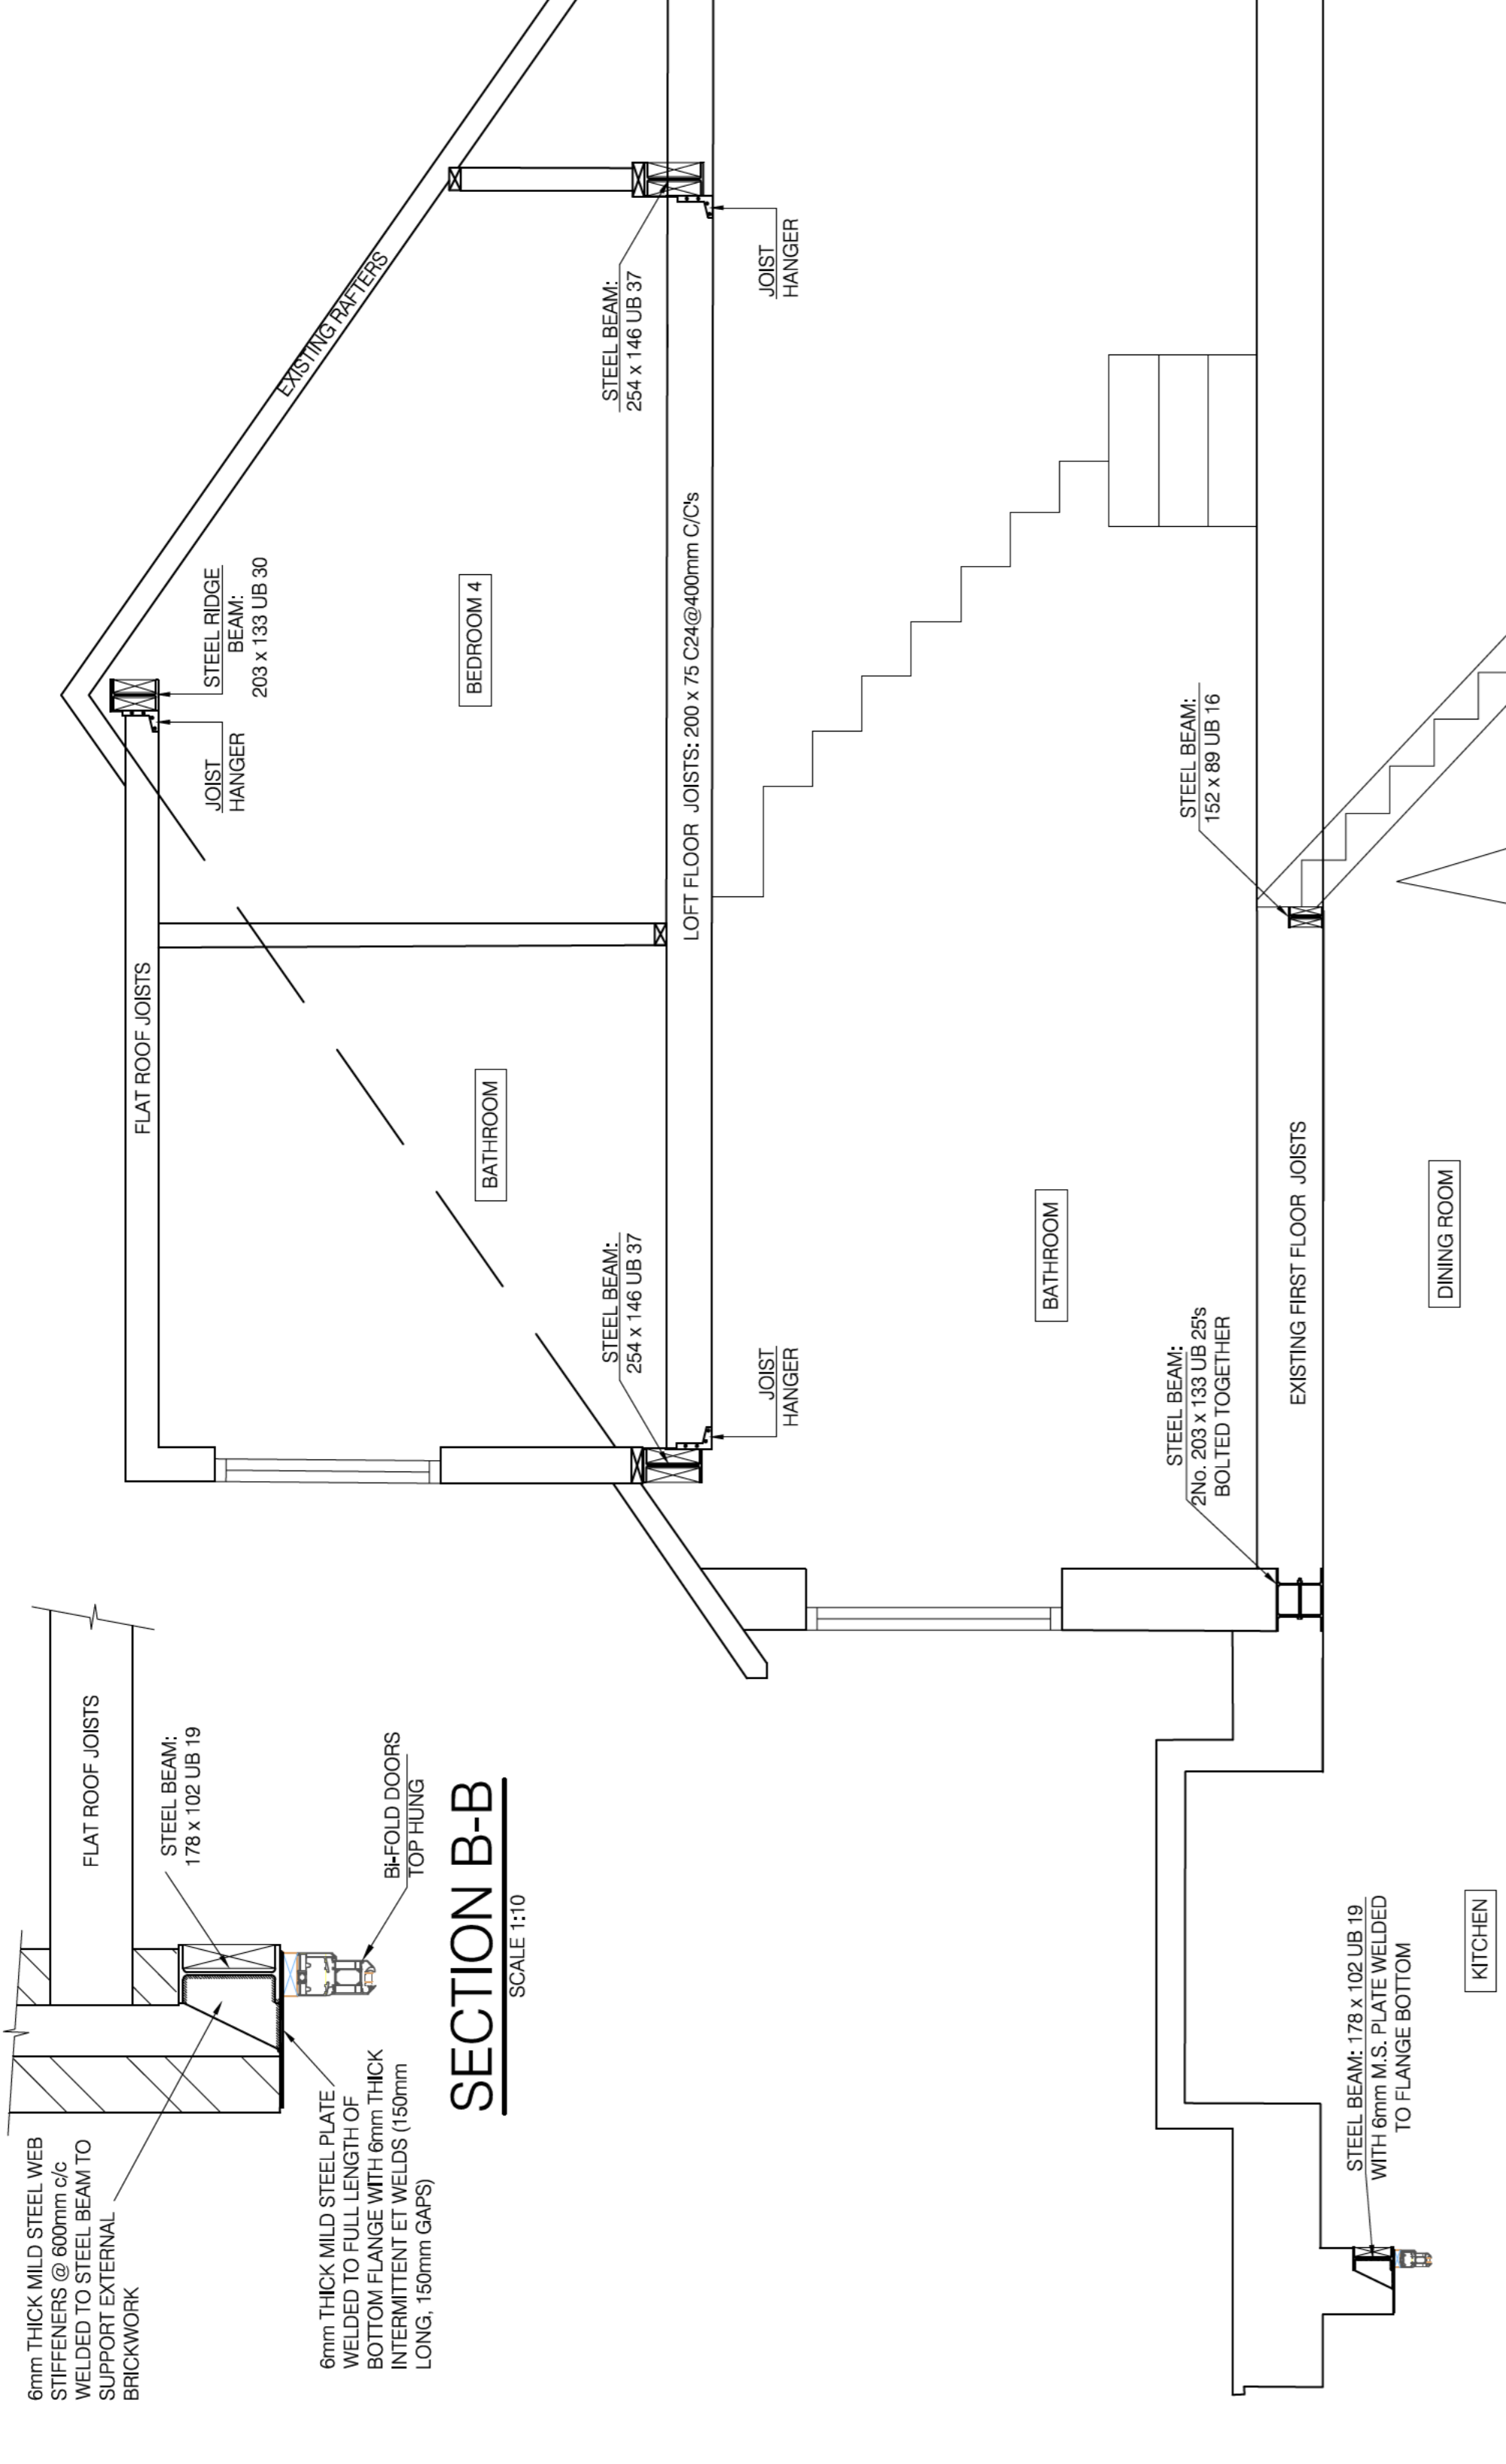 6mm THICK MILD STEEL WEB
STIFFENERS @ 600mm c/c
WELDED TO STEEL BEAM TO
SUPPORT EXTERNAL
BRICKWORK
FLAT ROOF JOISTS
STEEL BEAM:
178 x 102 UB 19
6mm THICK MILD STEEL PLATE
WELDED TO FULL LENGTH OF
BOTTOM FLANGE WITH 6mm THICK
INTERMITTENT ET WELDS (150mm
LONG, 150mm GAPS)
Bi-FOLD DOORS
TOP HUNG
SECTION B-B
SCALE 1:10
FLAT ROOF JOISTS
JOIST
HANGER
STEEL RIDGE
BEAM:
203 x 133 UB 30
EXISTING RAFTERS
BATHROOM
BEDROOM 4
STEEL BEAM:
254 x 146 UB 37
STEEL BEAM:
254 x 146 UB 37
LOFT FLOOR JOISTS: 200 x 75 C24@400mm C/C's
JOIST
HANGER
JOIST
HANGER
BATHROOM
STEEL BEAM:
2No. 203 x 133 UB 25's
BOLTED TOGETHER
STEEL BEAM:
152 x 89 UB 16
EXISTING FIRST FLOOR JOISTS
STEEL BEAM: 178 x 102 UB 19
WITH 6mm M.S. PLATE WELDED
TO FLANGE BOTTOM
DINING ROOM
KITCHEN